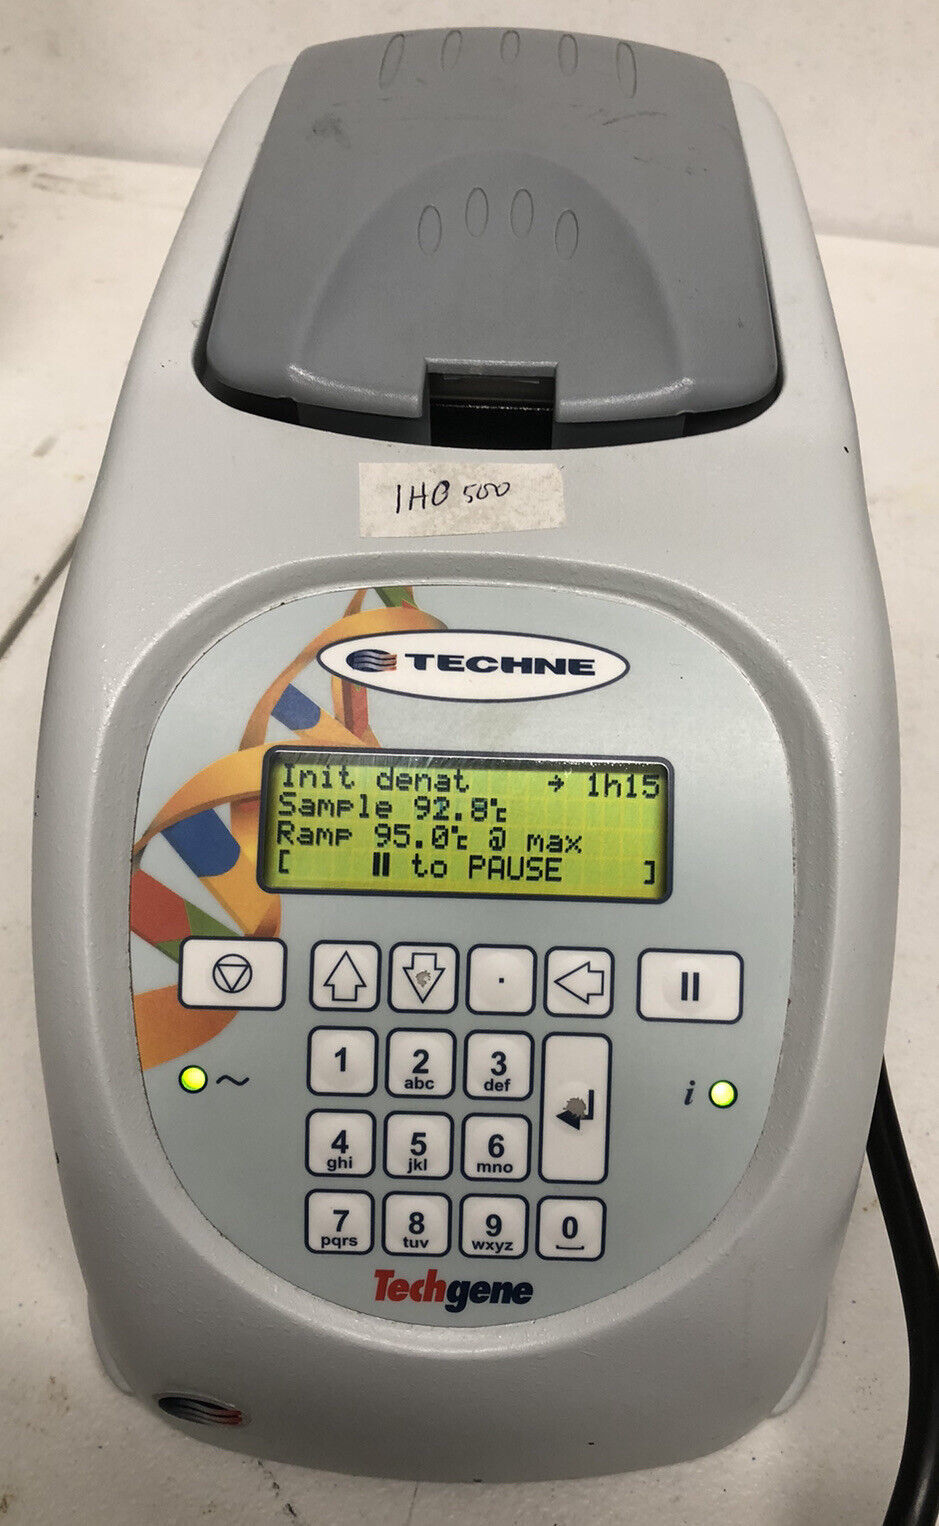 1HO 500
TECHNE
Init denat → 1h15
Sample 92.8°c
Ramp 95.0°c @ max
[ II to PAUSE ]
.
II
1
2
abc
3
def
~
i
4
ghi
5
jkl
6
mno
7
pqrs
8
tuv
9
wxyz
0
Techgene